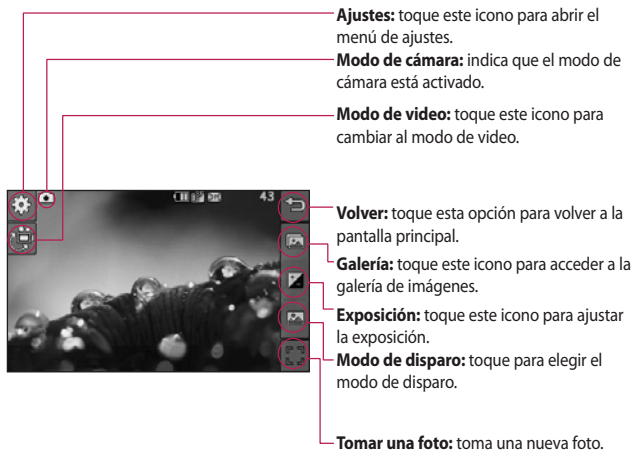 Ajustes: toque este icono para abrir el
menú de ajustes.
Modo de cámara: indica que el modo de
cámara está activado.
Modo de video: toque este icono para
cambiar al modo de video.
43
Volver: toque esta opción para volver a la
pantalla principal.
Galería: toque este icono para acceder a la
galería de imágenes.
Exposición: toque este icono para ajustar
la exposición.
Modo de disparo: toque para elegir el
modo de disparo.
Tomar una foto: toma una nueva foto.